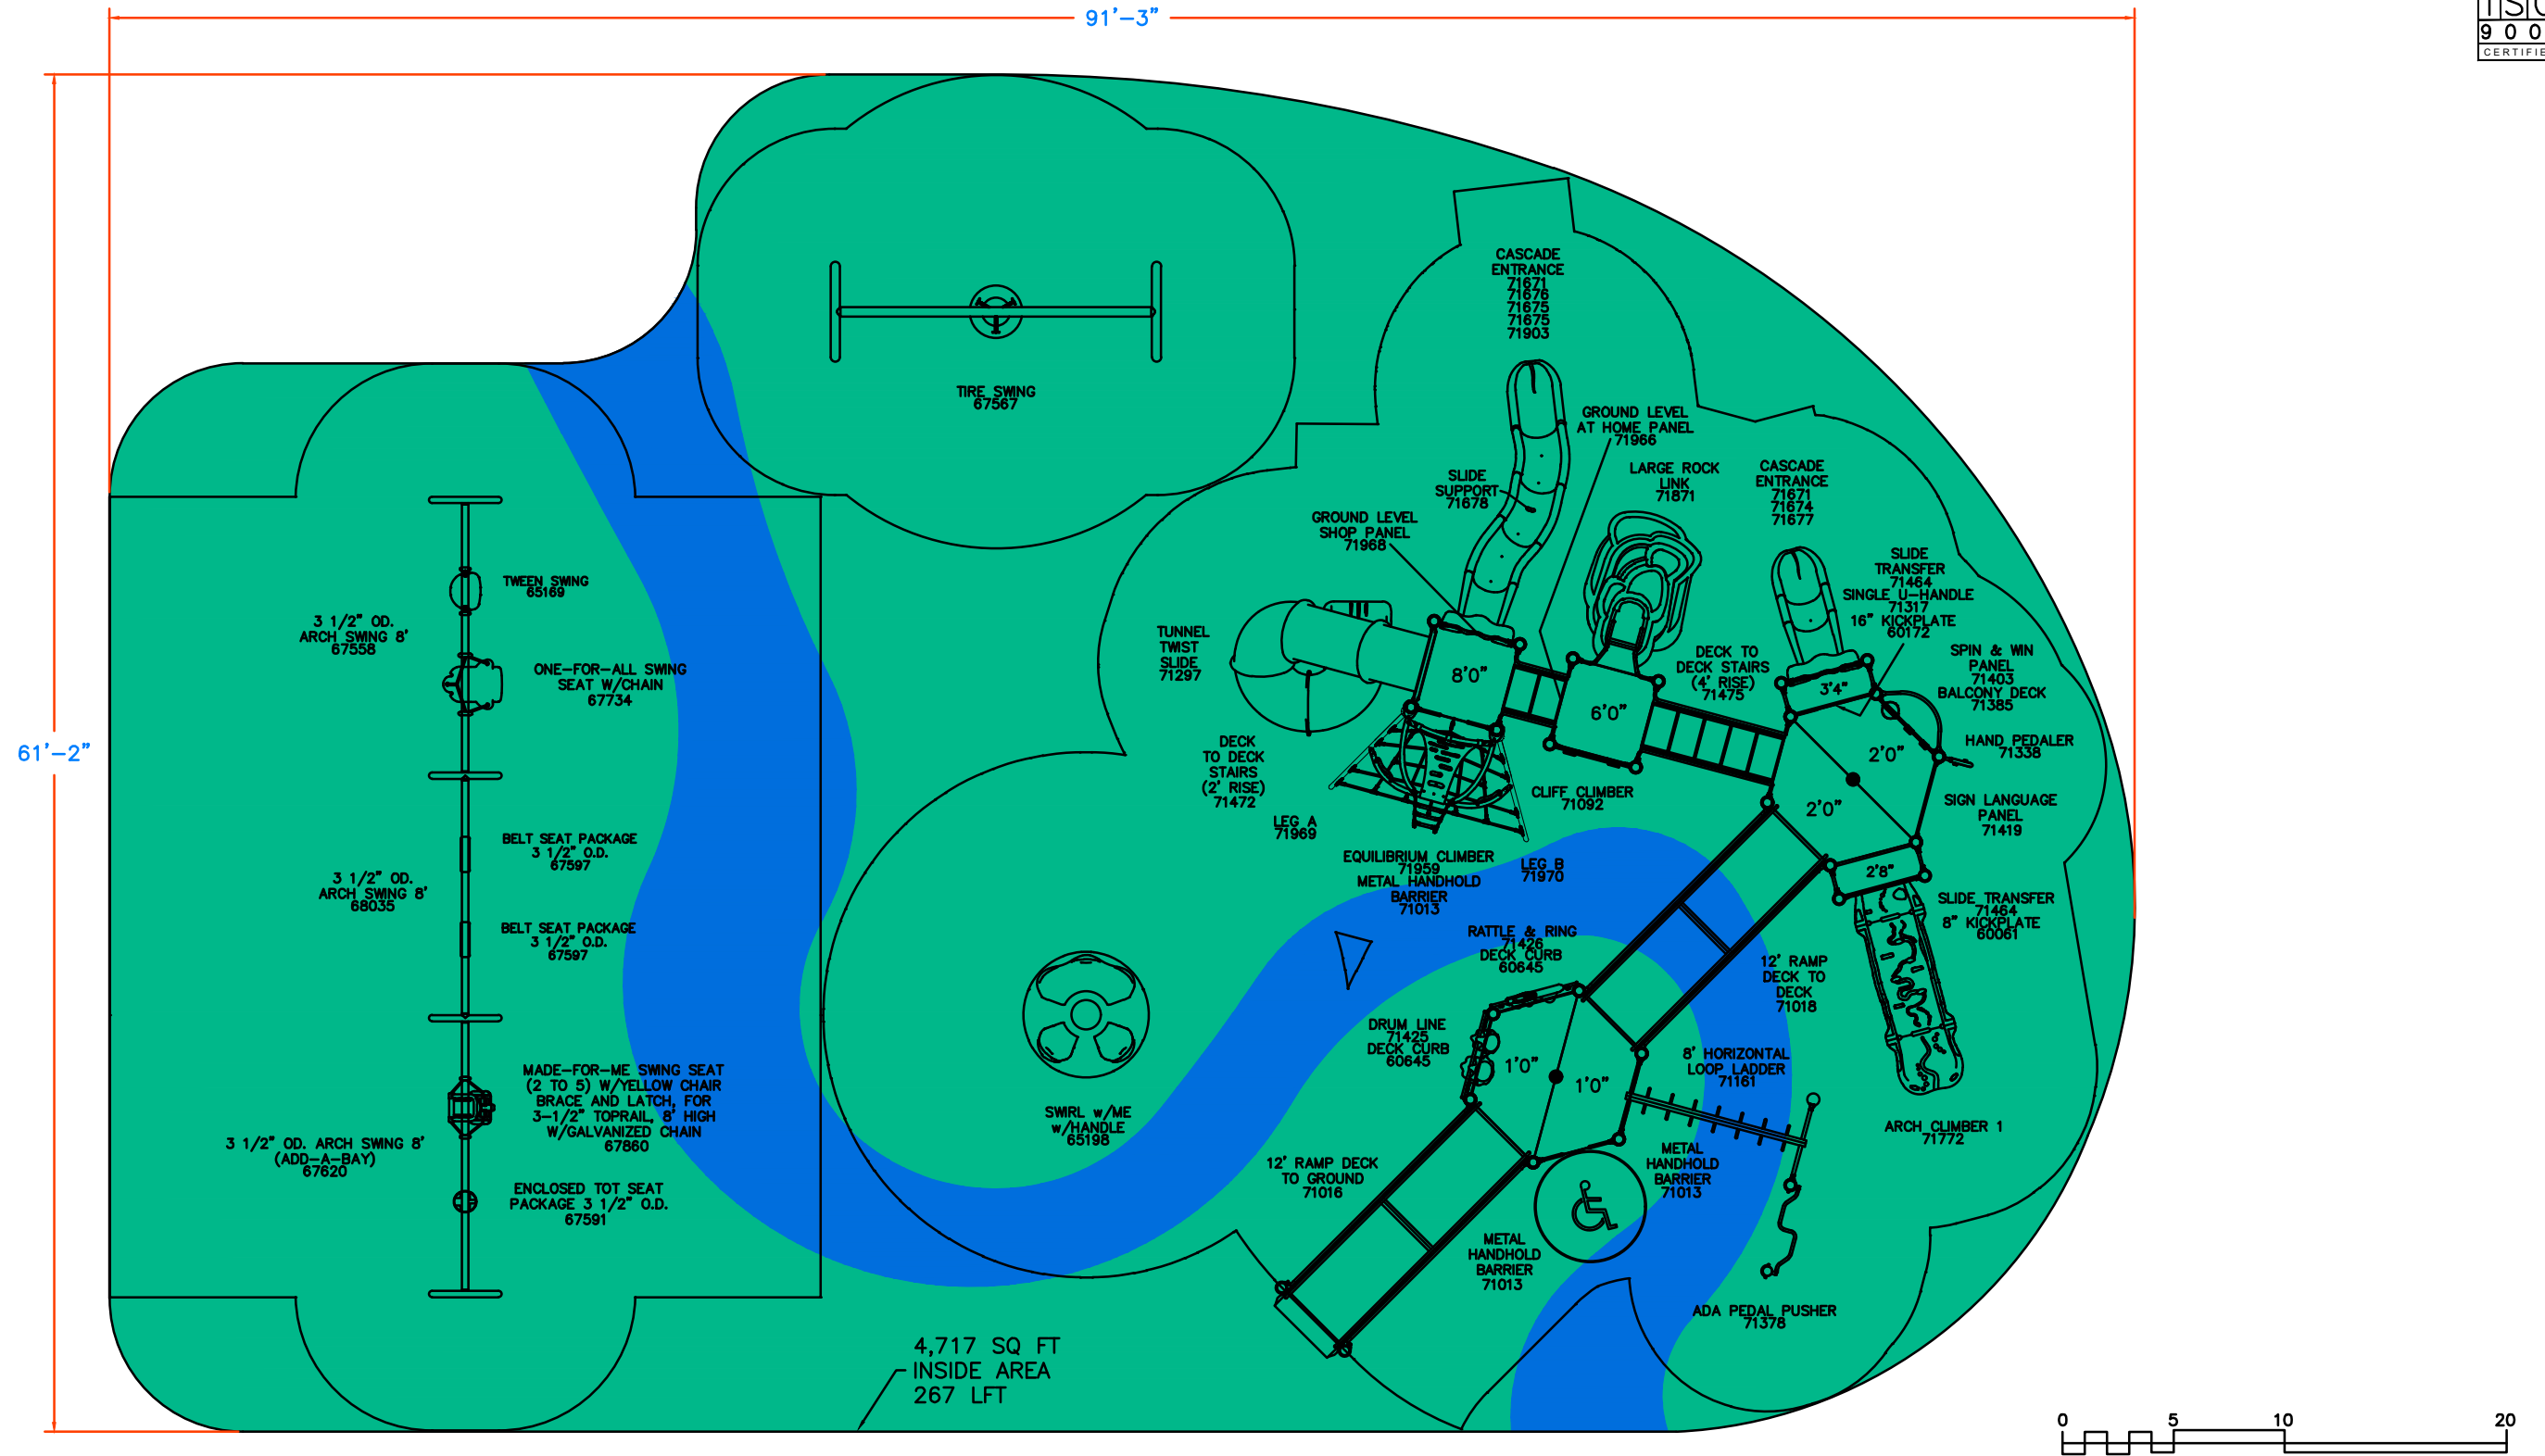 91'-3"
ISO
900
CERTIFIE
61'-2"
TIRE SWING
67567
CASCADE
ENTRANCE
71671
71676
71675
71675
71903
GROUND LEVEL
AT HOME PANEL
71966
SLIDE
SUPPORT
71678
LARGE ROCK
LINK
71871
CASCADE
ENTRANCE
71671
71674
71677
GROUND LEVEL
SHOP PANEL
71968
SLIDE
TRANSFER
71464
SINGLE U-HANDLE
71317
16" KICKPLATE
60172
TWEEN SWING
65169
3 1/2" OD.
ARCH SWING 8'
67558
ONE-FOR-ALL SWING
SEAT W/CHAIN
67734
TUNNEL
TWIST
SLIDE
71297
8'0"
6'0"
DECK TO
DECK STAIRS
(4' RISE)
71475
3'4"
SPIN & WIN
PANEL
71403
BALCONY DECK
71385
2'0"
HAND PEDALER
71338
DECK
TO DECK
STAIRS
(2' RISE)
71472
CLIFF CLIMBER
71092
2'0"
SIGN LANGUAGE
PANEL
71419
LEG A
71969
EQUILIBRIUM CLIMBER
71959
METAL HANDHOLD
BARRIER
71013
LEG B
71970
2'8"
SLIDE TRANSFER
71464
8" KICKPLATE
60061
BELT SEAT PACKAGE
3 1/2" O.D.
67597
3 1/2" OD.
ARCH SWING 8'
68035
BELT SEAT PACKAGE
3 1/2" O.D.
67597
RATTLE & RING
71426
DECK CURB
60645
12' RAMP
DECK TO
DECK
71018
DRUM LINE
71425
DECK CURB
60645
1'0"
1'0"
8' HORIZONTAL
LOOP LADDER
71161
MADE-FOR-ME SWING SEAT
(2 TO 5) W/YELLOW CHAIR
BRACE AND LATCH, FOR
3-1/2" TOPRAIL, 8' HIGH
W/GALVANIZED CHAIN
67860
SWIRL w/ME
w/HANDLE
65198
ARCH CLIMBER 1
71772
3 1/2" OD. ARCH SWING 8'
(ADD-A-BAY)
67620
12' RAMP DECK
TO GROUND
71016
METAL
HANDHOLD
BARRIER
71013
ENCLOSED TOT SEAT
PACKAGE 3 1/2" O.D.
67591
METAL
HANDHOLD
BARRIER
71013
ADA PEDAL PUSHER
71378
4,717 SQ FT
INSIDE AREA
267 LFT
0 5 10 20